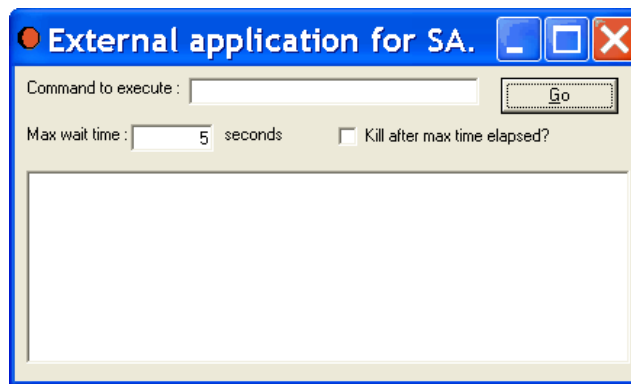 External application for SA.
Command to execute :
Go
Max wait time : 5 seconds
Kill after max time elapsed?